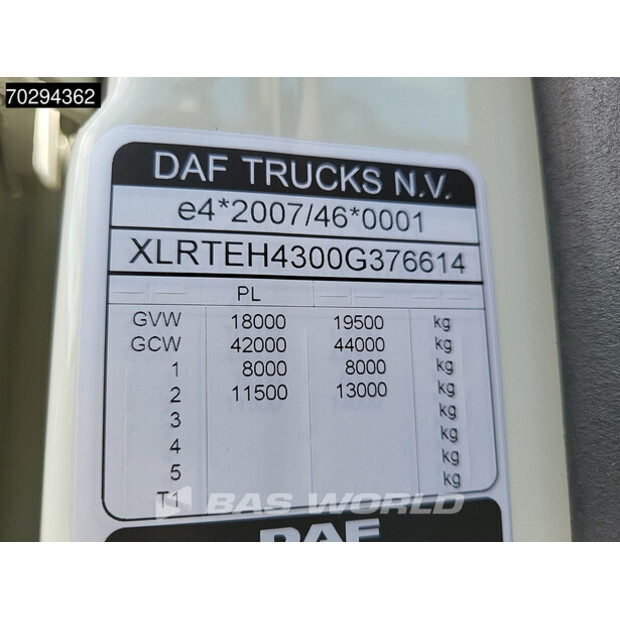 70294362
DAF TRUCKS N.V.
e4*2007/46*0001
XLRTEH4300G376614
PL
GVW 18000 19500 kg
GCW 42000 44000 kg
1 8000 8000 kg
2 11500 13000 kg
3 kg
4 kg
5 kg
T1 kg
BAS WORLD
DAF